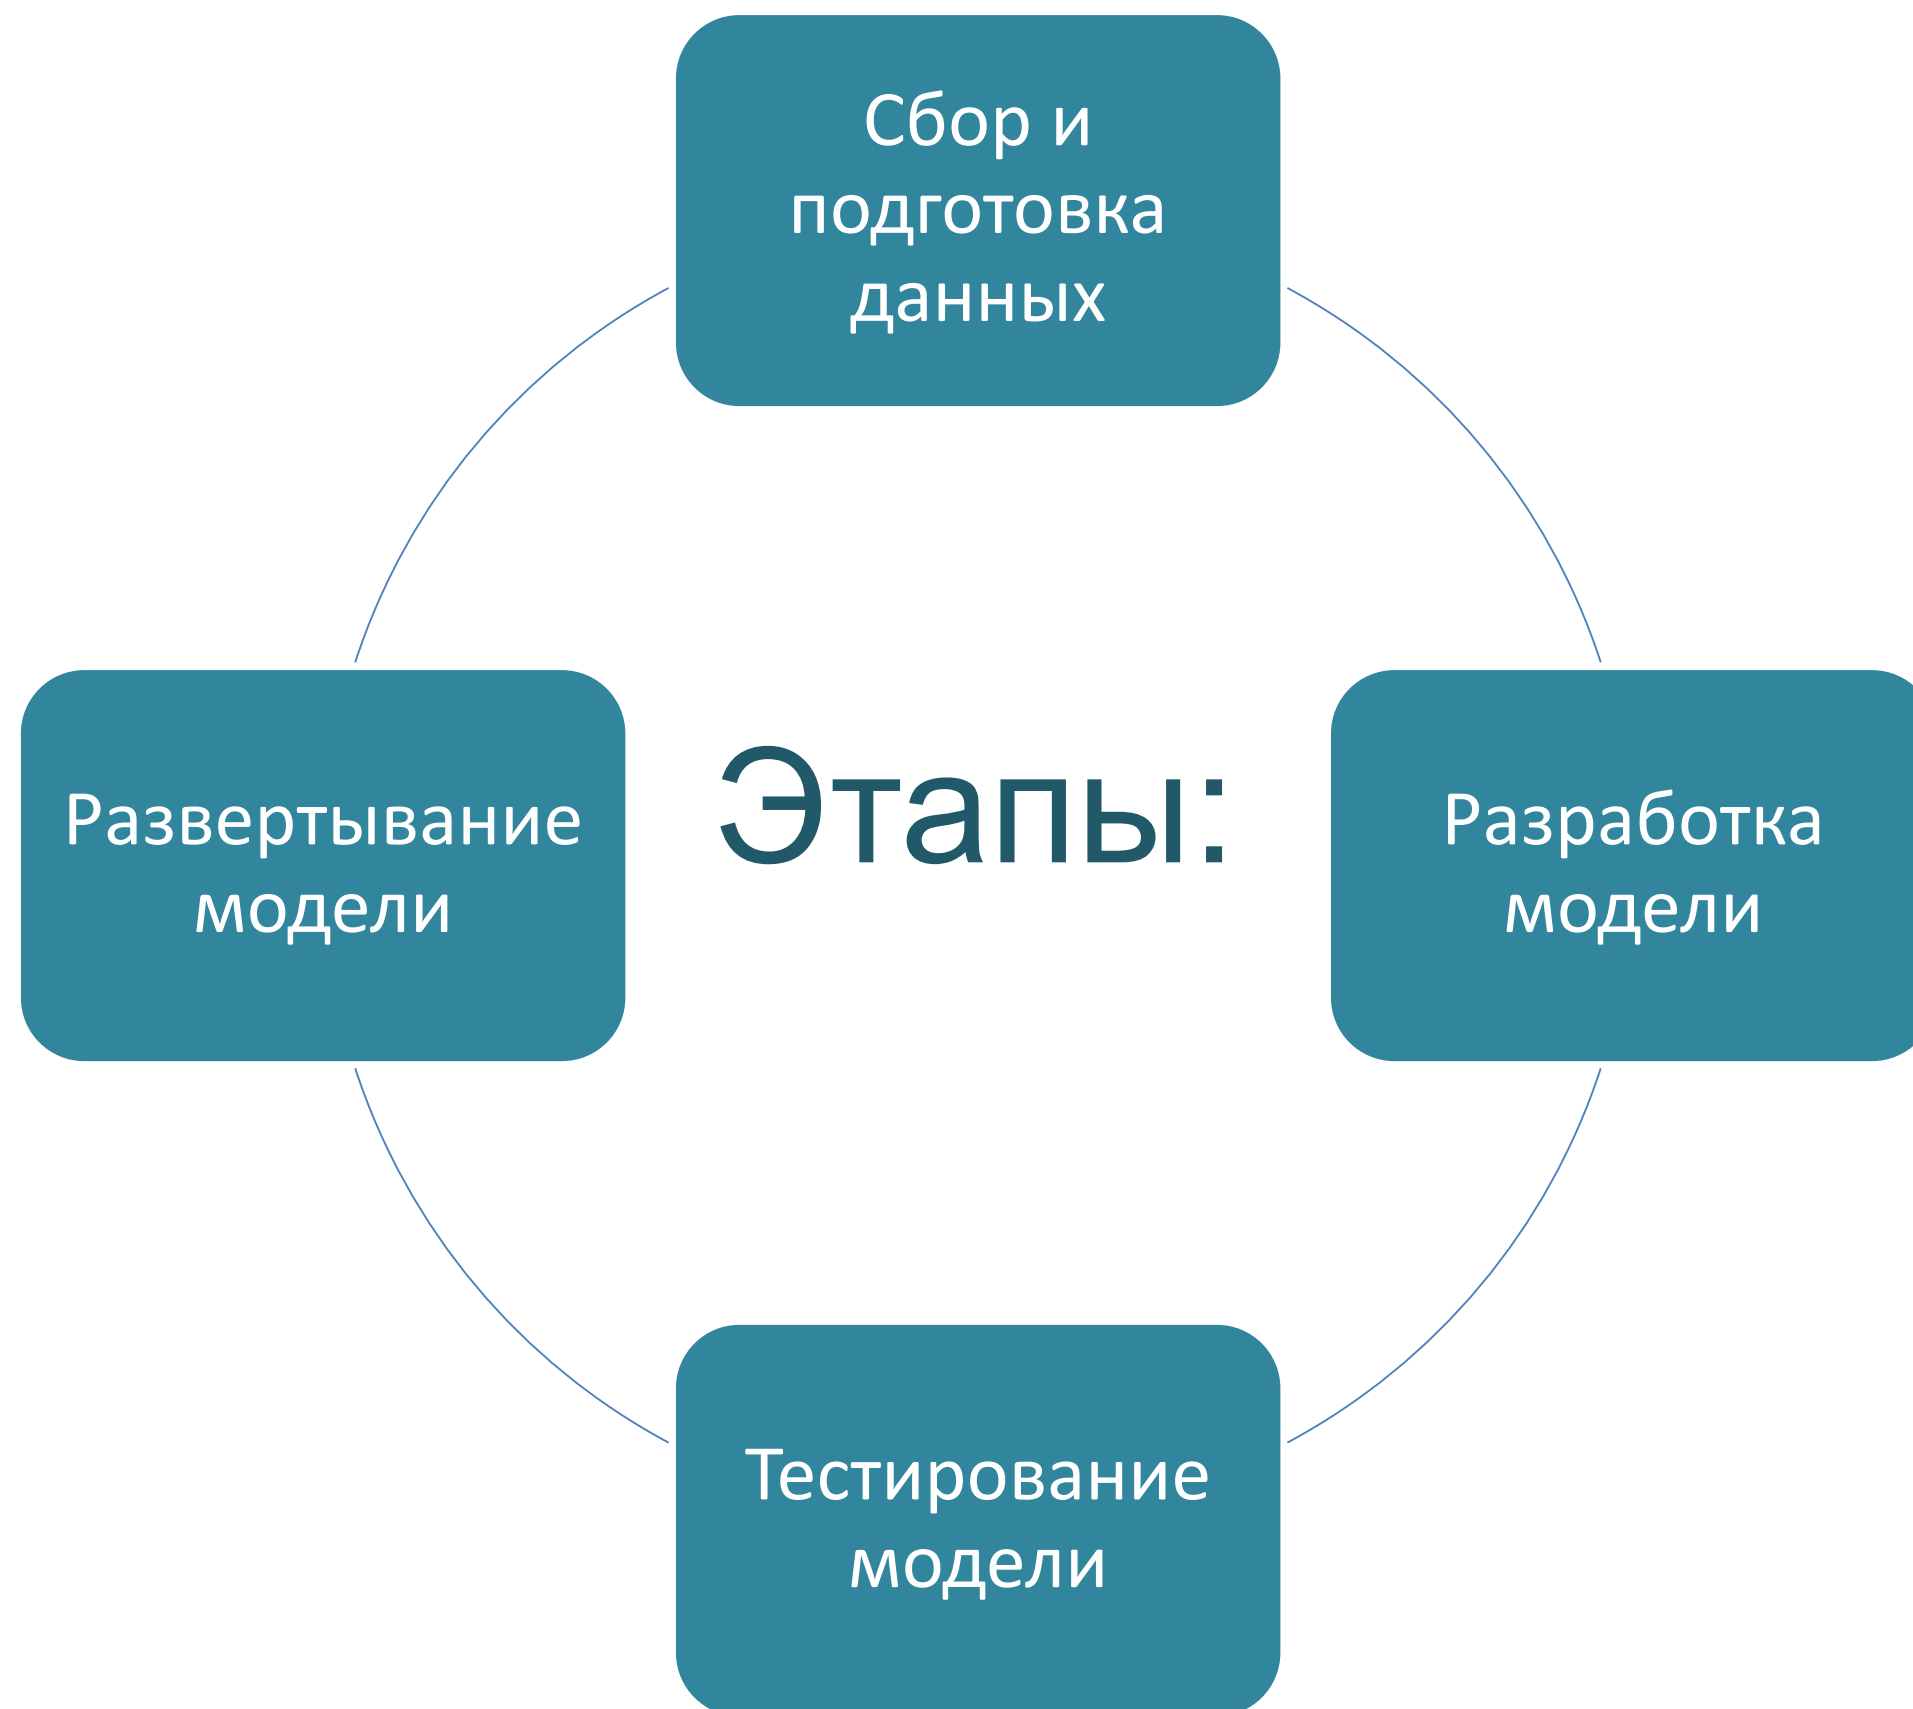 Сбор и
подготовка
данных
Этапы:
Разработка
модели
Тестирование
модели
Развертывание
модели